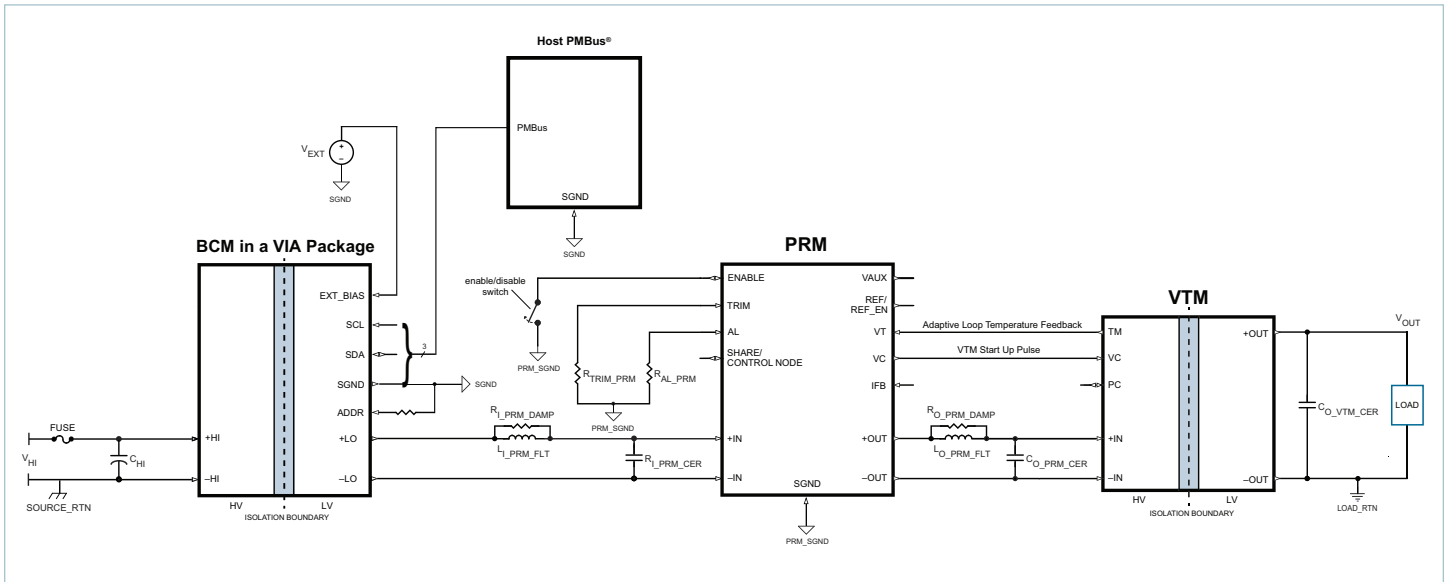 Host PMBus®
PMBus
SGND
SGND
V_EXT
SGND
BCM in a VIA Package
EXT_BIAS
SCL
SDA
SGND
ADDR
+LO
–LO
+HI
–HI
3
SGND
FUSE
V_HI
C_HI
SOURCE_RTN
HV
LV
ISOLATION BOUNDARY
R_I_PRM_DAMP
L_I_PRM_FLT
R_I_PRM_CER
enable/disable
switch
PRM_SGND
R_TRIM_PRM
R_AL_PRM
PRM_SGND
PRM
ENABLE
TRIM
AL
SHARE/
CONTROL NODE
+IN
–IN
VAUX
REF/
REF_EN
VT
VC
IFB
+OUT
–OUT
SGND
PRM_SGND
Adaptive Loop Temperature Feedback
VTM Start Up Pulse
R_O_PRM_DAMP
L_O_PRM_FLT
C_O_PRM_CER
VTM
TM
VC
PC
+IN
–IN
+OUT
–OUT
HV
LV
ISOLATION BOUNDARY
V_OUT
C_O_VTM_CER
LOAD
LOAD_RTN